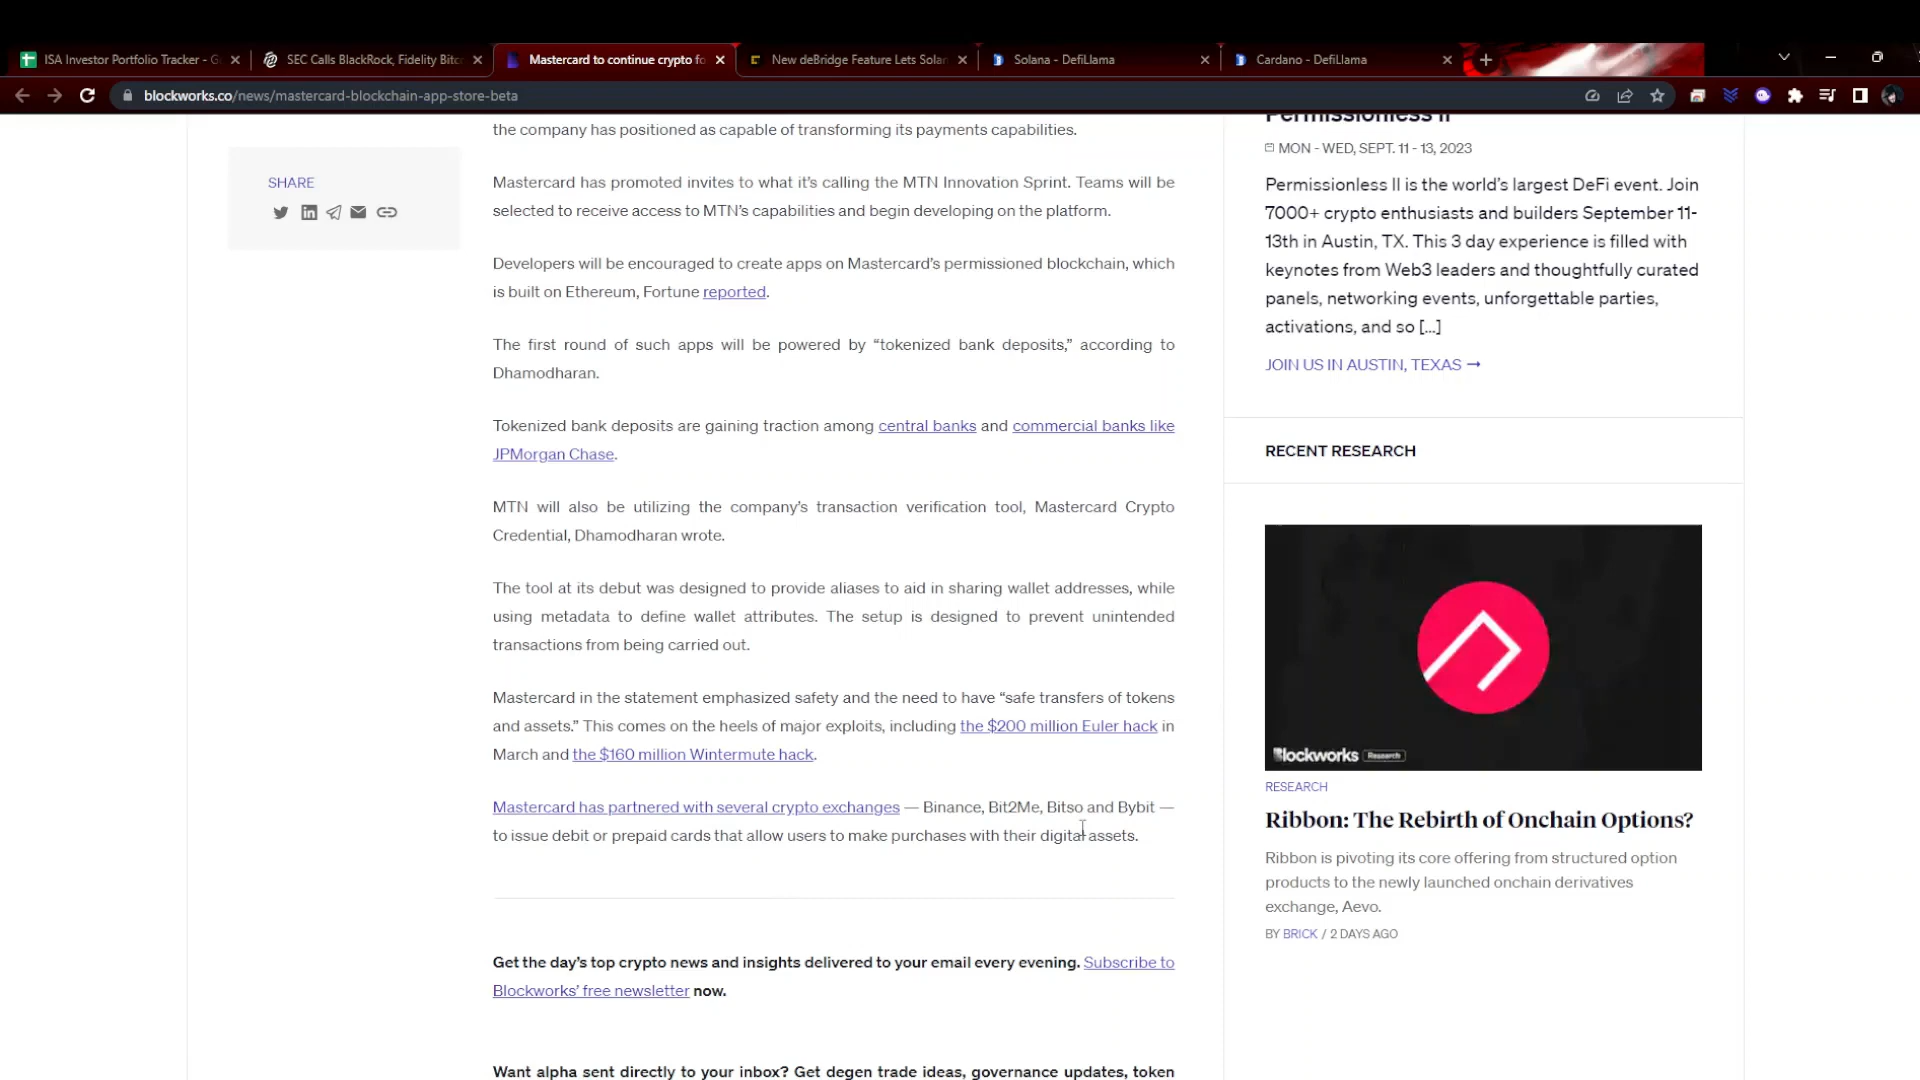 ISA Investor Portfolio Tracker - G
SEC Calls BlackRock, Fidelity Bitc
Mastercard to continue crypto fo
New deBridge Feature Lets Solan
Solana - DefiLlama
Cardano - DefiLlama
blockworks.co/news/mastercard-blockchain-app-store-beta
SHARE
the company has positioned as capable of transforming its payments capabilities.
Mastercard has promoted invites to what it's calling the MTN Innovation Sprint. Teams will be
selected to receive access to MTN's capabilities and begin developing on the platform.
Developers will be encouraged to create apps on Mastercard's permissioned blockchain, which
is built on Ethereum, Fortune reported.
The first round of such apps will be powered by “tokenized bank deposits,” according to
Dhamodharan.
Tokenized bank deposits are gaining traction among central banks and commercial banks like
JPMorgan Chase.
MTN will also be utilizing the company's transaction verification tool, Mastercard Crypto
Credential, Dhamodharan wrote.
The tool at its debut was designed to provide aliases to aid in sharing wallet addresses, while
using metadata to define wallet attributes. The setup is designed to prevent unintended
transactions from being carried out.
Mastercard in the statement emphasized safety and the need to have “safe transfers of tokens
and assets.” This comes on the heels of major exploits, including the $200 million Euler hack in
March and the $160 million Wintermute hack.
Mastercard has partnered with several crypto exchanges — Binance, Bit2Me, Bitso and Bybit —
to issue debit or prepaid cards that allow users to make purchases with their digital assets.
Get the day's top crypto news and insights delivered to your email every evening. Subscribe to
Blockworks' free newsletter now.
Want alpha sent directly to your inbox? Get degen trade ideas, governance updates, token
Permissionless II
MON - WED, SEPT. 11 - 13, 2023
Permissionless II is the world's largest DeFi event. Join
7000+ crypto enthusiasts and builders September 11-
13th in Austin, TX. This 3 day experience is filled with
keynotes from Web3 leaders and thoughtfully curated
panels, networking events, unforgettable parties,
activations, and so [...]
JOIN US IN AUSTIN, TEXAS →
RECENT RESEARCH
Blockworks Research
RESEARCH
Ribbon: The Rebirth of Onchain Options?
Ribbon is pivoting its core offering from structured option
products to the newly launched onchain derivatives
exchange, Aevo.
BY BRICK / 2 DAYS AGO